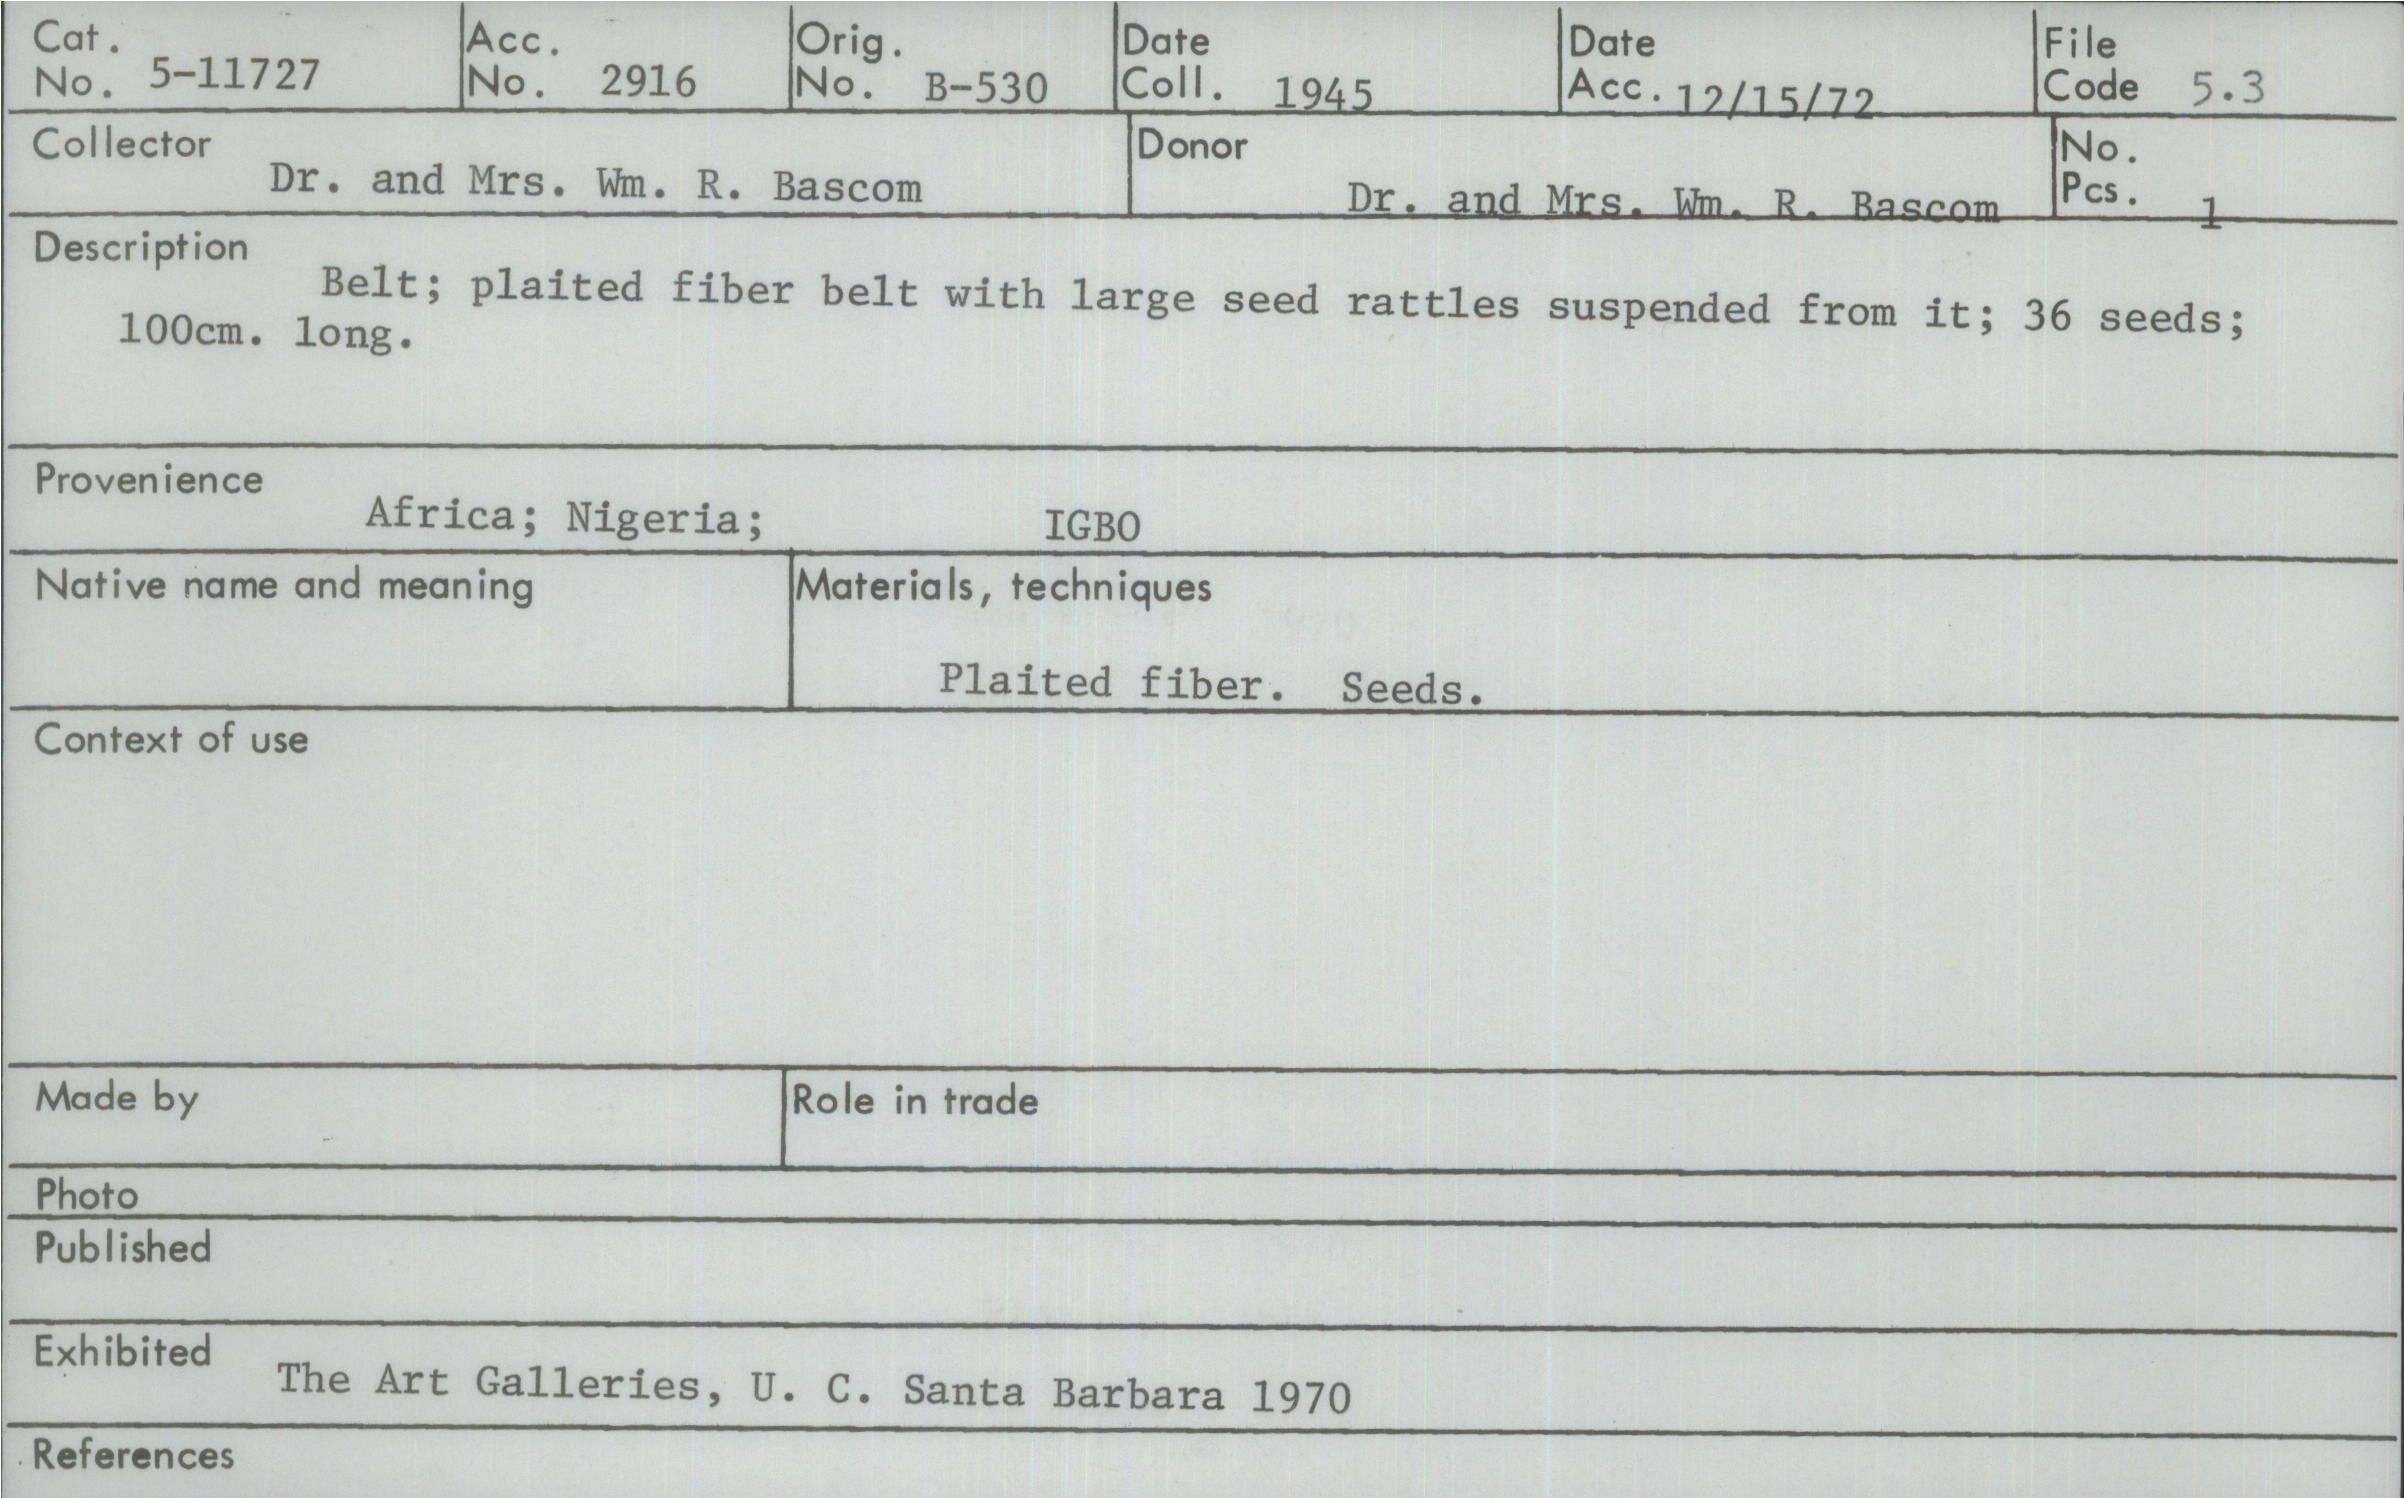 Cat. No. 5-11727 Acc. No. 2916 Orig. No. B-530 Date Coll. 1945 Date Acc. 12/15/72 File Code 5.3
Collector Dr. and Mrs. Wm. R. Bascom Donor Dr. and Mrs. Wm. R. Bascom No. Pcs. 1
Description
Belt; plaited fiber belt with large seed rattles suspended from it; 36 seeds;
100cm. long.
Provenience
Africa; Nigeria; IGBO
Native name and meaning Materials, techniques
Plaited fiber. Seeds.
Context of use
Made by Role in trade
Photo
Published
Exhibited
The Art Galleries, U. C. Santa Barbara 1970
References